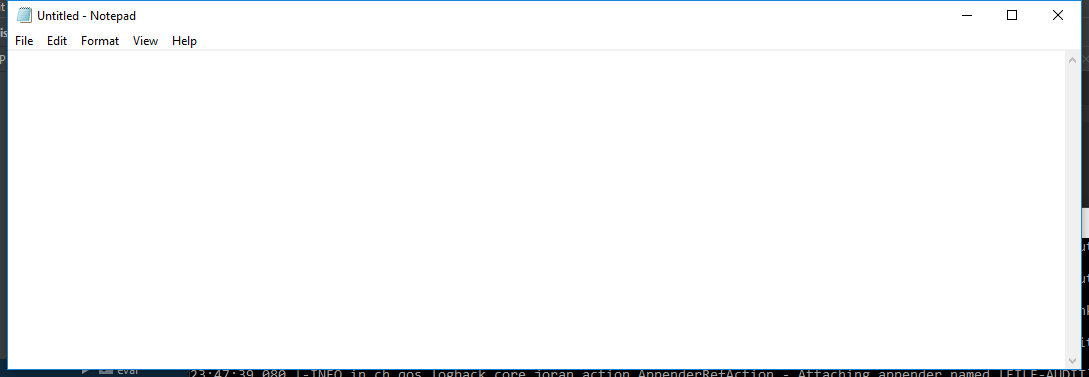 Untitled - Notepad
File Edit Format View Help
eval
23:47:39,080 |-INFO in ch.qos.logback.core.joran.action.AppenderRefAction - Attaching appender named [FILE-AUDIT